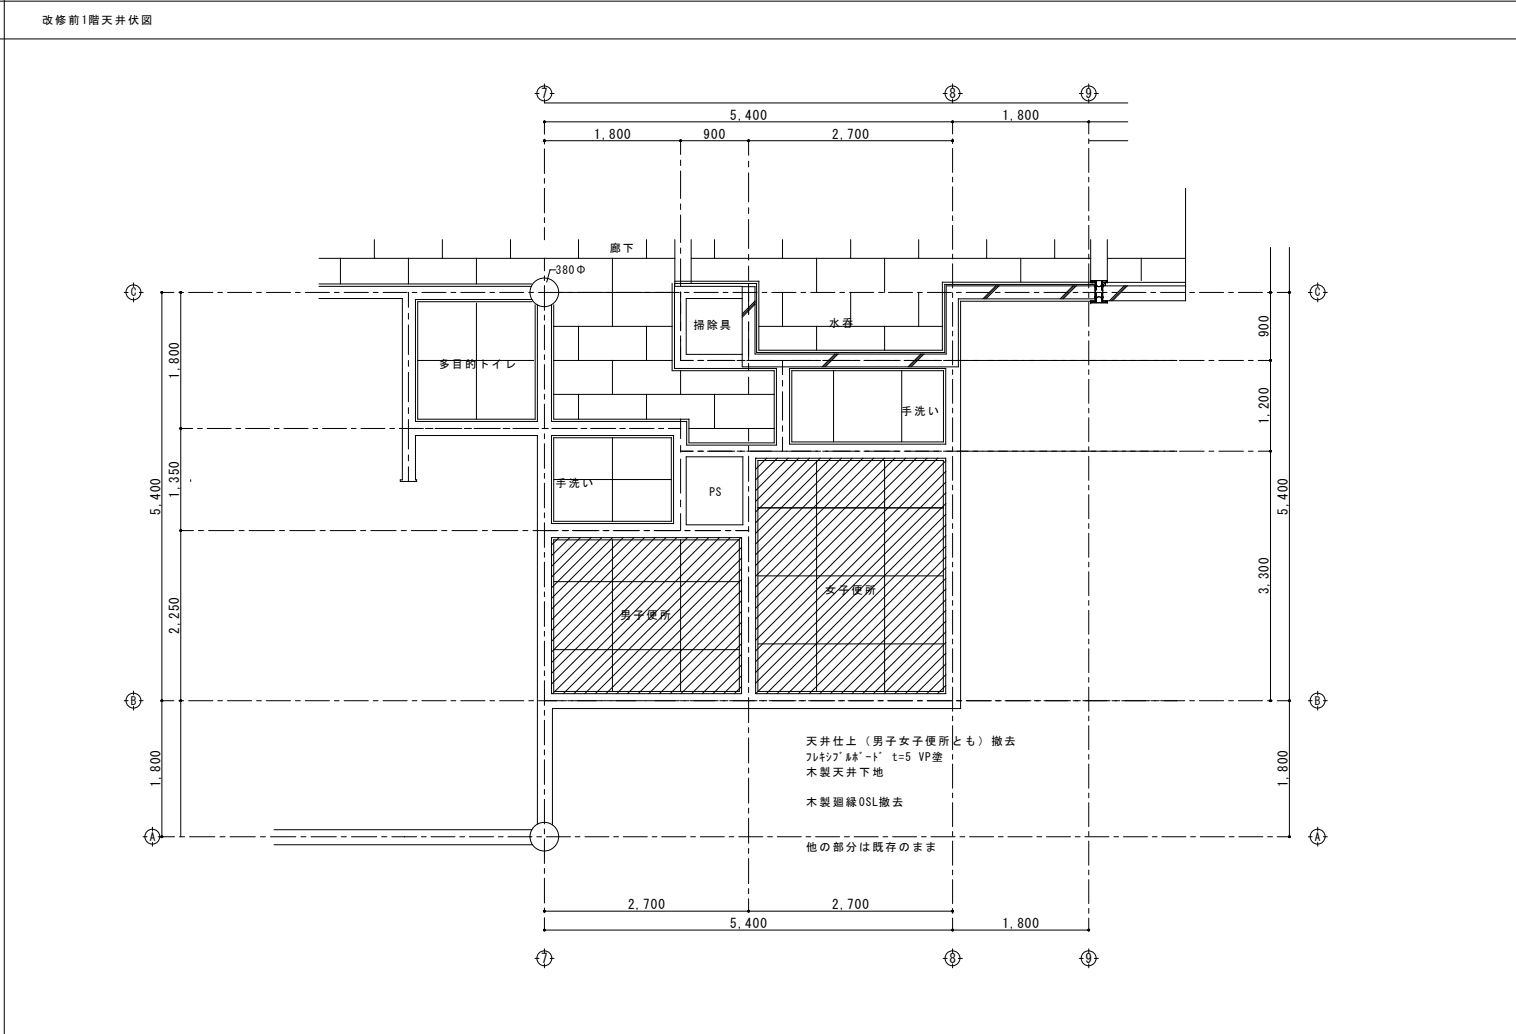 改修前1階天井伏図
7
8
9
5,400
1,800
1,800
900
2,700
廊下
380Φ
C
C
掃除具
水呑
900
1,800
多目的トイレ
手洗い
1,200
1,350
5,400
手洗い
PS
5,400
3,300
女子便所
2,250
男子便所
B
B
天井仕上（男子女子便所とも）撤去
ﾌﾚｷｼﾌﾞﾙﾎﾞｰﾄﾞ t=5 VP塗
木製天井下地
1,800
1,800
木製廻縁OSL撤去
A
A
他の部分は既存のまま
2,700
2,700
5,400
1,800
7
8
9